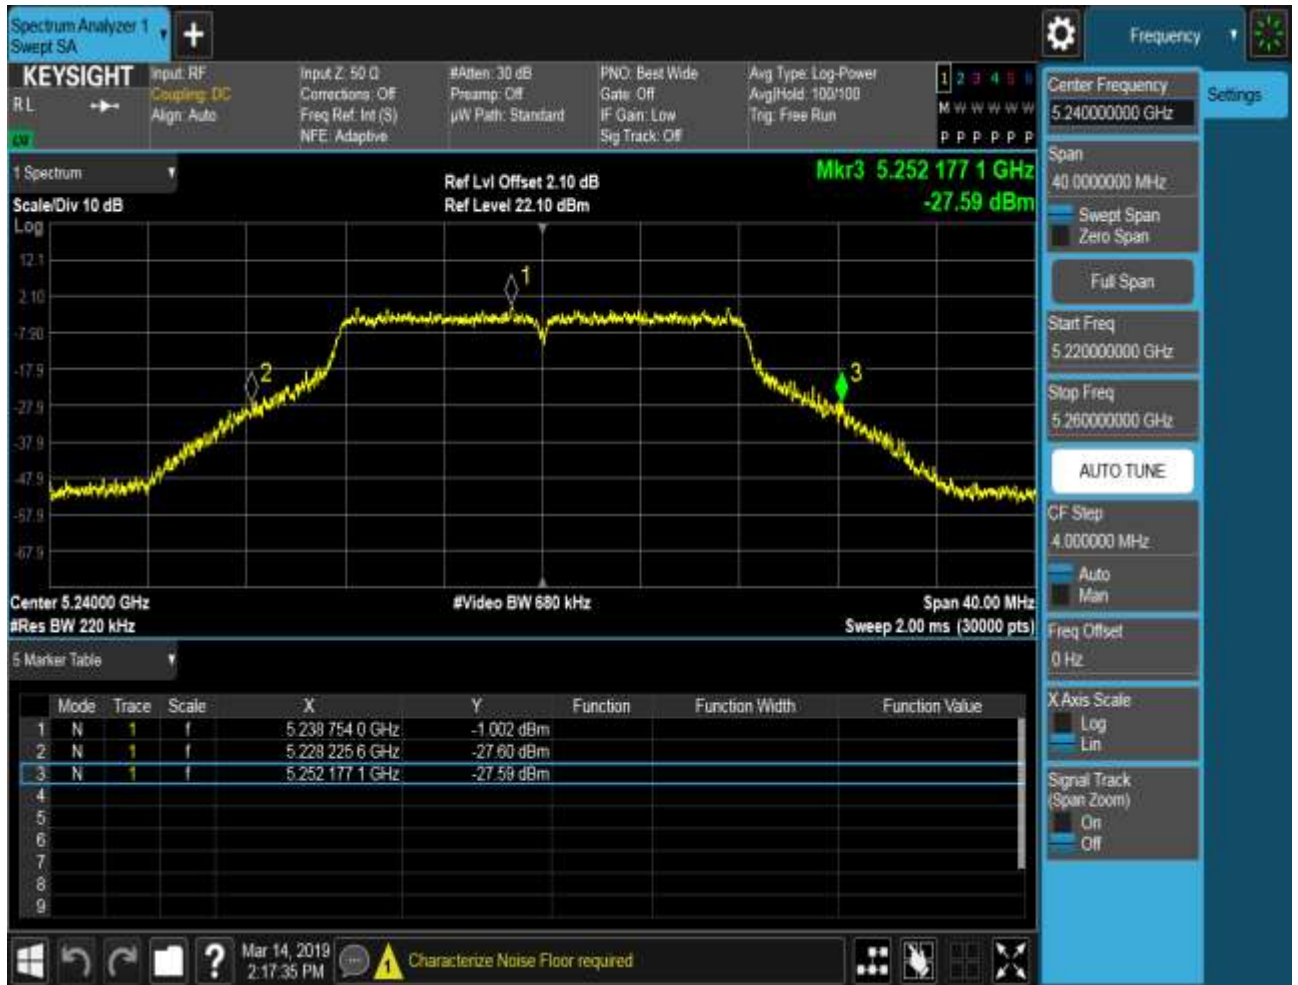 Spectrum Analyzer 1
Swept SA
Frequency
KEYSIGHT
R L
Input: RF
Coupling: DC
Align: Auto
Input Z: 50 Ω
Corrections: Off
Freq Ref: Int (S)
NFE: Adaptive
#Atten: 30 dB
Preamp: Off
µW Path: Standard
PNO: Best Wide
Gate: Off
IF Gain: Low
Sig Track: Off
Avg Type: Log-Power
Avg|Hold: 100/100
Trig: Free Run
1 2 3 4 5 6
M W W W W W
P P P P P P
1 Spectrum
Scale/Div 10 dB
Ref Lvl Offset 2.10 dB
Ref Level 22.10 dBm
Mkr3 5.252 177 1 GHz
-27.59 dBm
Log
12.1
2.10
-7.90
-17.9
-27.9
-37.9
-47.9
-57.9
-67.9
1
2
3
Center 5.24000 GHz
#Res BW 220 kHz
#Video BW 680 kHz
Span 40.00 MHz
Sweep 2.00 ms (30000 pts)
5 Marker Table
Mode Trace Scale X Y Function Function Width Function Value
1 N 1 f 5.238 754 0 GHz -1.002 dBm
2 N 1 f 5.228 225 6 GHz -27.60 dBm
3 N 1 f 5.252 177 1 GHz -27.59 dBm
4
5
6
7
8
9
Mar 14, 2019
2:17:35 PM
?
1
Characterize Noise Floor required
Settings
Center Frequency
5.240000000 GHz
Span
40.0000000 MHz
Swept Span
Zero Span
Full Span
Start Freq
5.220000000 GHz
Stop Freq
5.260000000 GHz
AUTO TUNE
CF Step
4.000000 MHz
Auto
Man
Freq Offset
0 Hz
X Axis Scale
Log
Lin
Signal Track
(Span Zoom)
On
Off